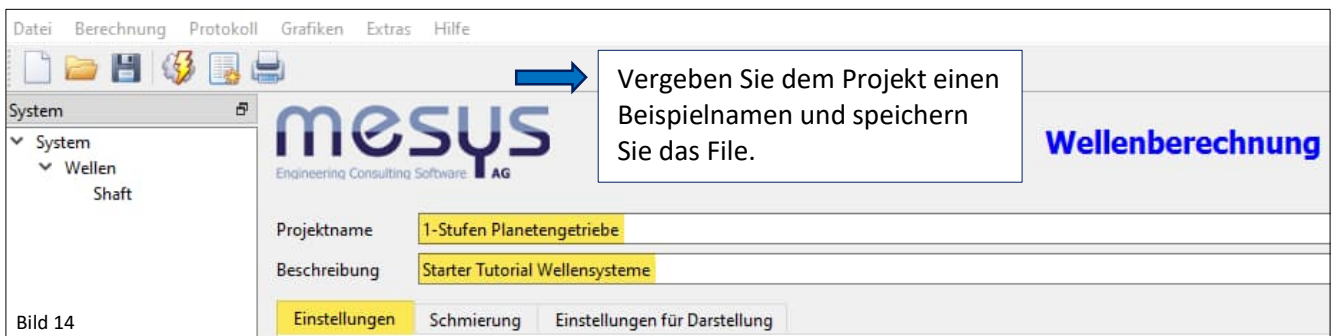 Datei Berechnung Protokoll Grafiken Extras Hilfe
Vergeben Sie dem Projekt einen
Beispielnamen und speichern
Sie das File.
System
System
Wellen
Shaft
mesys
Engineering Consulting Software AG
Wellenberechnung
Projektname 1-Stufen Planetengetriebe
Beschreibung Starter Tutorial Wellensysteme
Einstellungen Schmierung Einstellungen für Darstellung
Bild 14